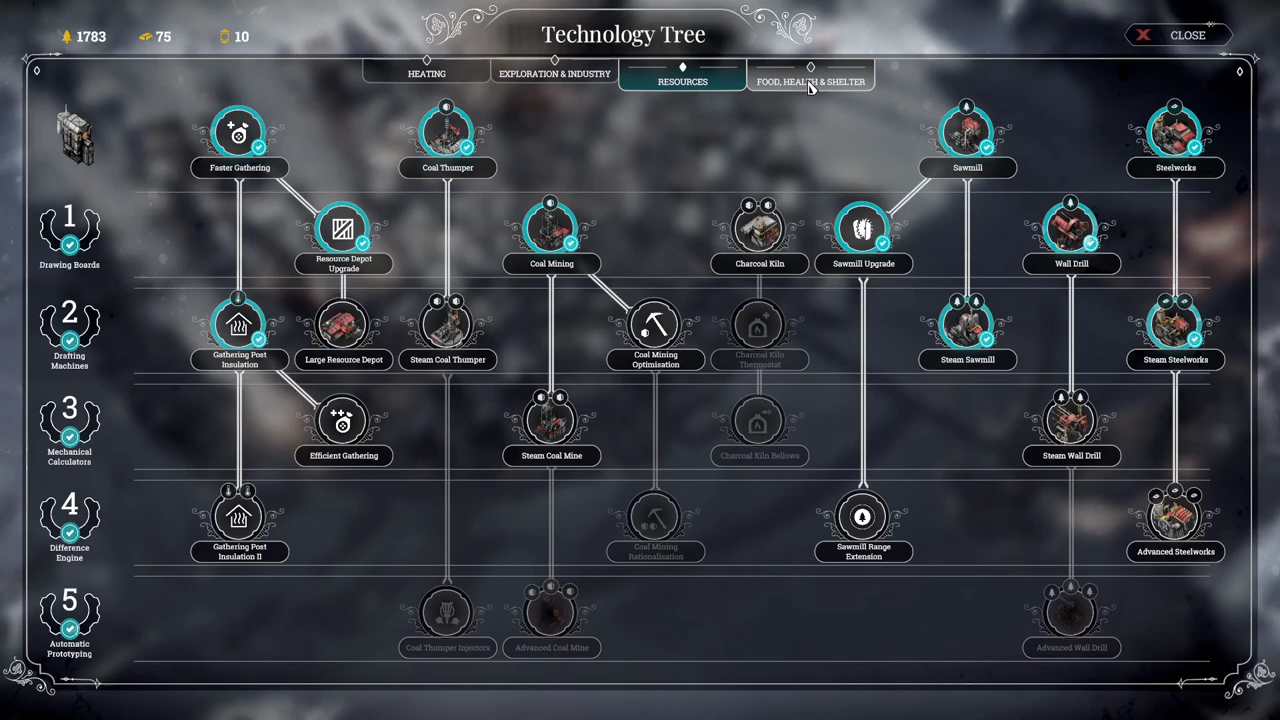 1783
75
10
Technology Tree
CLOSE
HEATING
EXPLORATION & INDUSTRY
RESOURCES
FOOD, HEALTH & SHELTER
Faster Gathering
Coal Thumper
Sawmill
Steelworks
1
Drawing Boards
Resource Depot
Upgrade
Coal Mining
Charcoal Kiln
Sawmill Upgrade
Wall Drill
2
Drafting
Machines
Gathering Post
Insulation
Large Resource Depot
Steam Coal Thumper
Coal Mining
Optimisation
Charcoal Kiln
Thermostat
Steam Sawmill
Steam Steelworks
3
Mechanical
Calculators
Efficient Gathering
Steam Coal Mine
Charcoal Kiln Bellows
Steam Wall Drill
4
Difference
Engine
Gathering Post
Insulation II
Coal Mining
Rationalisation
Sawmill Range
Extension
Advanced Steelworks
5
Automatic
Prototyping
Coal Thumper Injectors
Advanced Coal Mine
Advanced Wall Drill